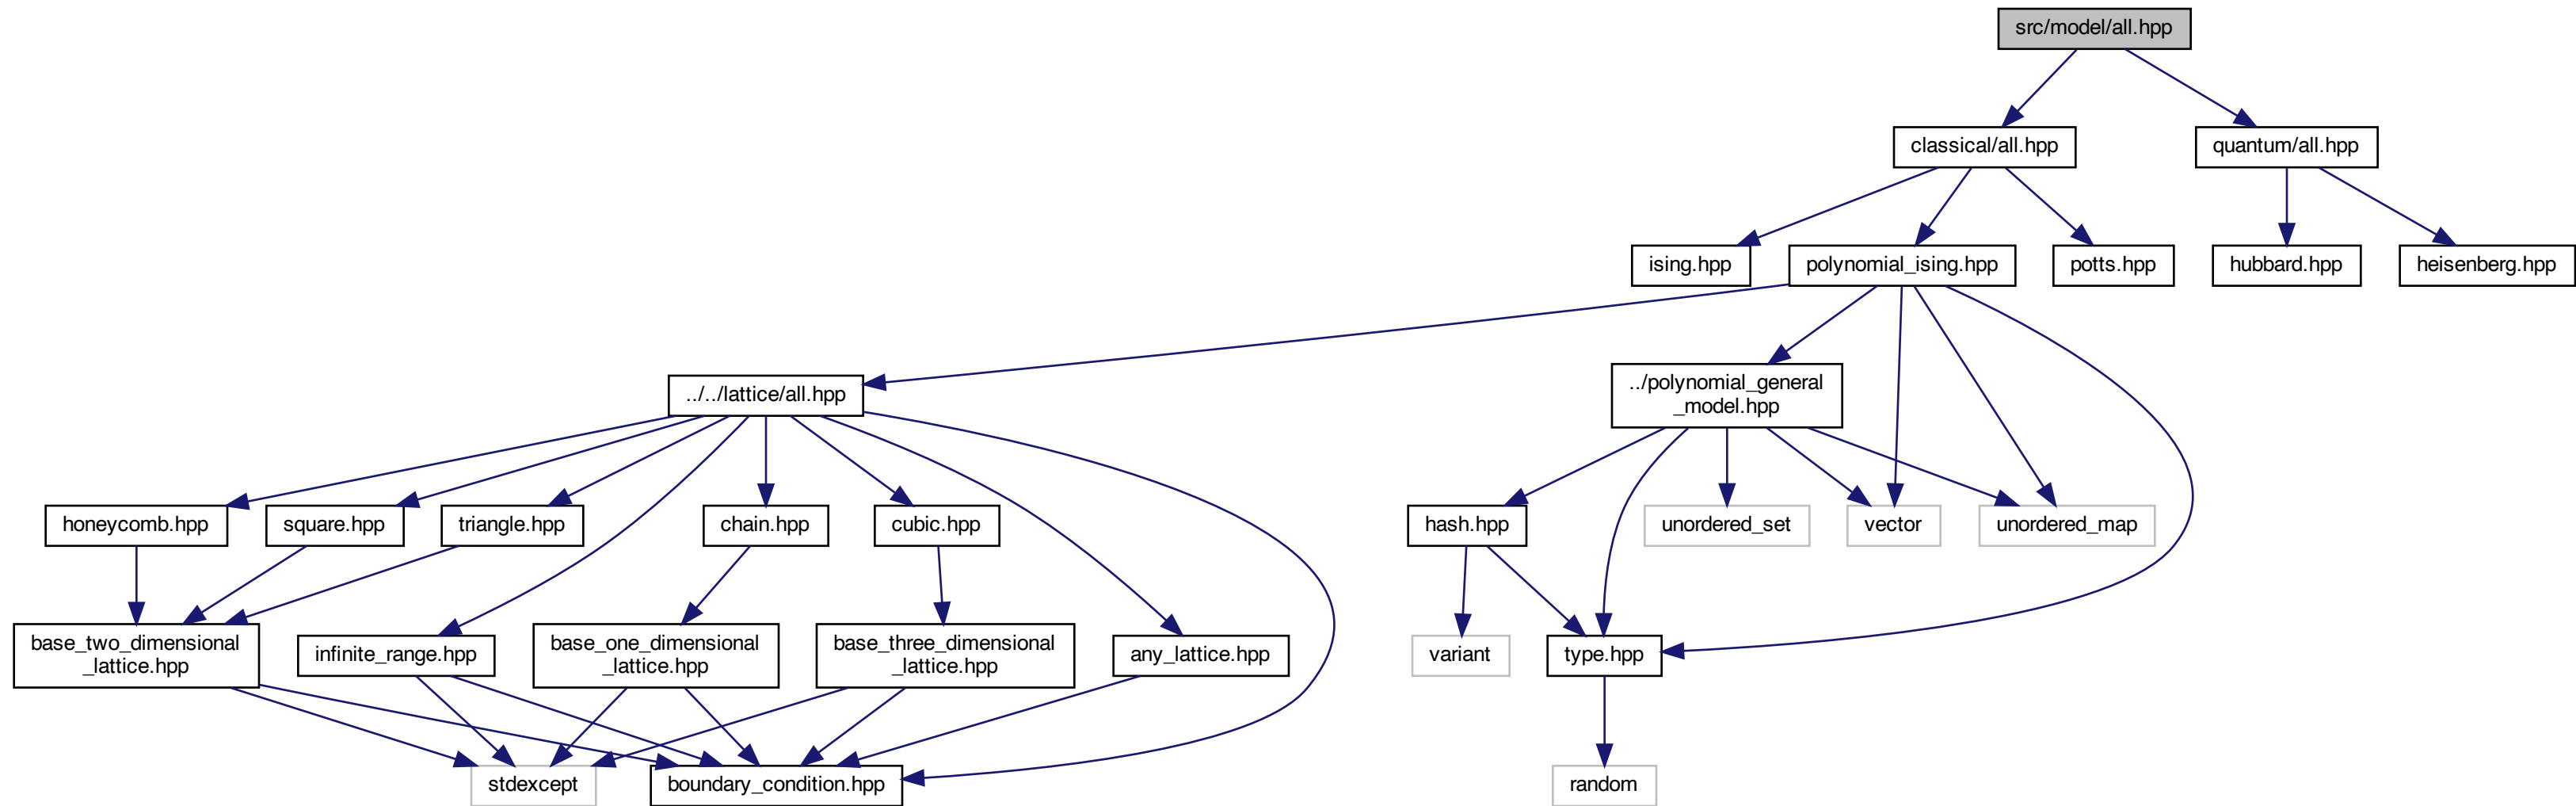 src/model/all.hpp
classical/all.hpp
quantum/all.hpp
ising.hpp
polynomial_ising.hpp
potts.hpp
hubbard.hpp
heisenberg.hpp
../../lattice/all.hpp
../polynomial_general
_model.hpp
honeycomb.hpp
square.hpp
triangle.hpp
chain.hpp
cubic.hpp
hash.hpp
unordered_set
vector
unordered_map
base_two_dimensional
_lattice.hpp
infinite_range.hpp
base_one_dimensional
_lattice.hpp
base_three_dimensional
_lattice.hpp
any_lattice.hpp
variant
type.hpp
stdexcept
boundary_condition.hpp
random